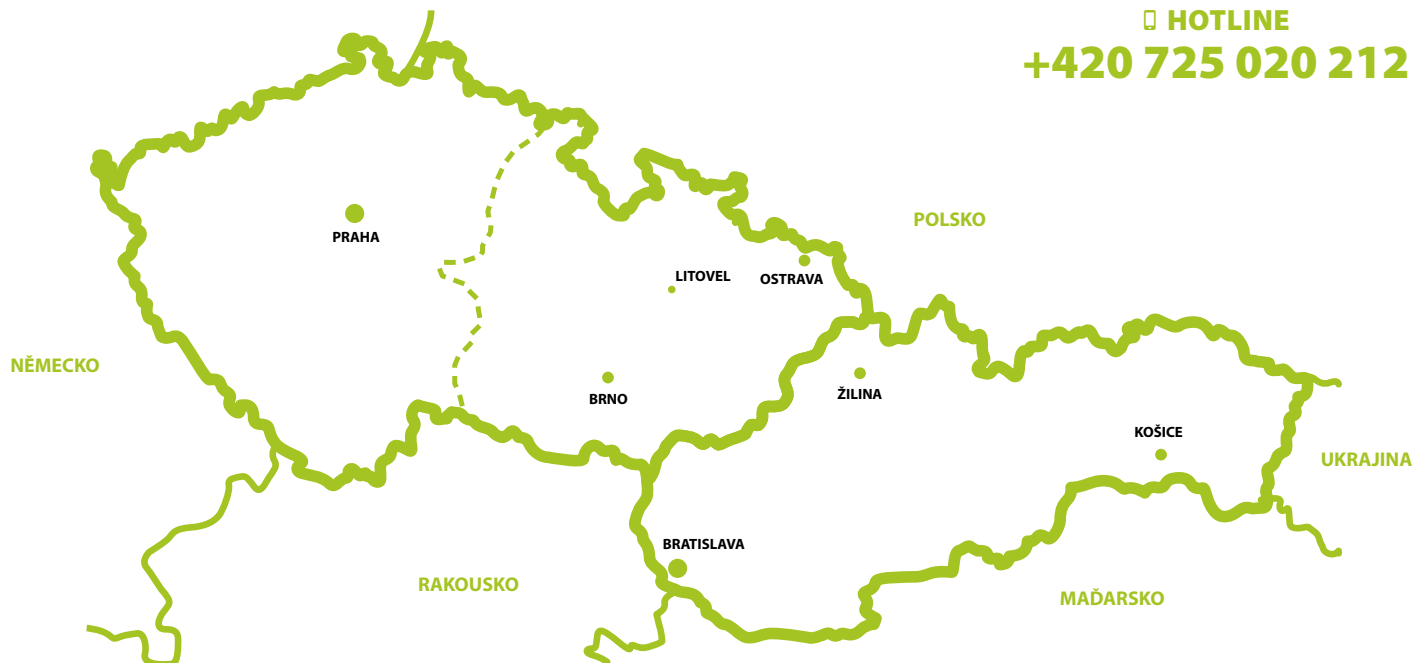 HOTLINE
+420 725 020 212
POLSKO
PRAHA
LITOVEL
OSTRAVA
NĚMECKO
BRNO
ŽILINA
KOŠICE
UKRAJINA
BRATISLAVA
RAKOUSKO
MAĎARSKO